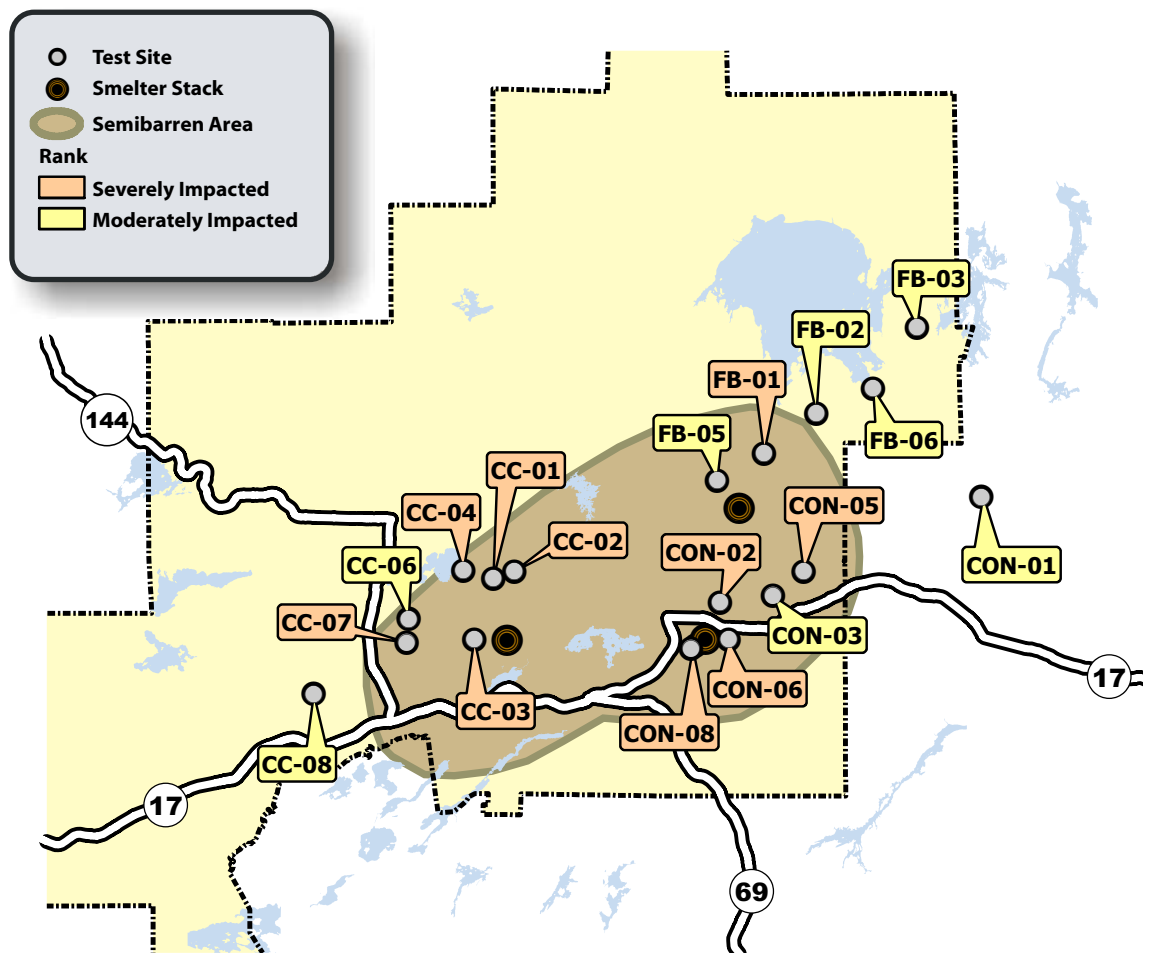 Test Site
Smelter Stack
Semibarren Area
Rank
Severely Impacted
Moderately Impacted
FB-03
FB-02
FB-01
144
FB-05
FB-06
CC-01
CC-04
CON-05
CC-02
CON-02
CC-06
CON-01
CC-07
CON-03
17
CON-06
CC-03
CON-08
CC-08
17
69